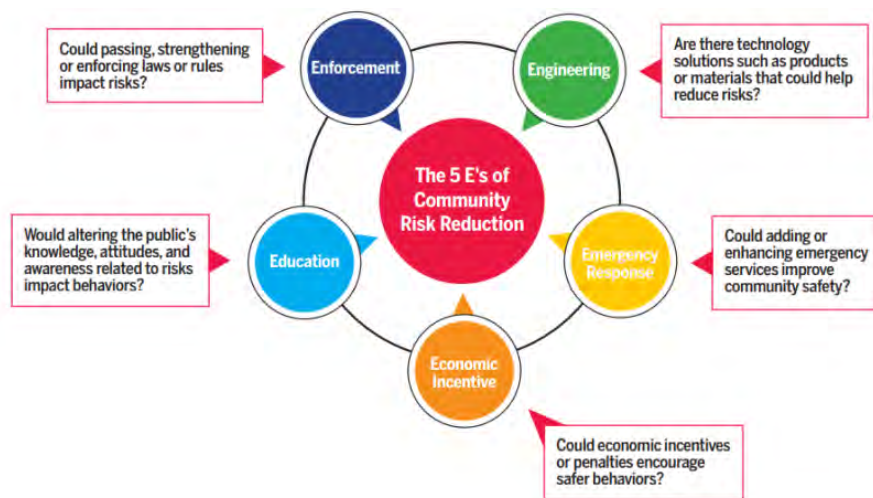 Could passing, strengthening
or enforcing laws or rules
impact risks?
Enforcement
Engineering
Are there technology
solutions such as products
or materials that could help
reduce risks?
The 5 E's of
Community
Risk Reduction
Would altering the public's
knowledge, attitudes, and
awareness related to risks
impact behaviors?
Education
Emergency
Response
Could adding or
enhancing emergency
services improve
community safety?
Economic
Incentive
Could economic incentives
or penalties encourage
safer behaviors?